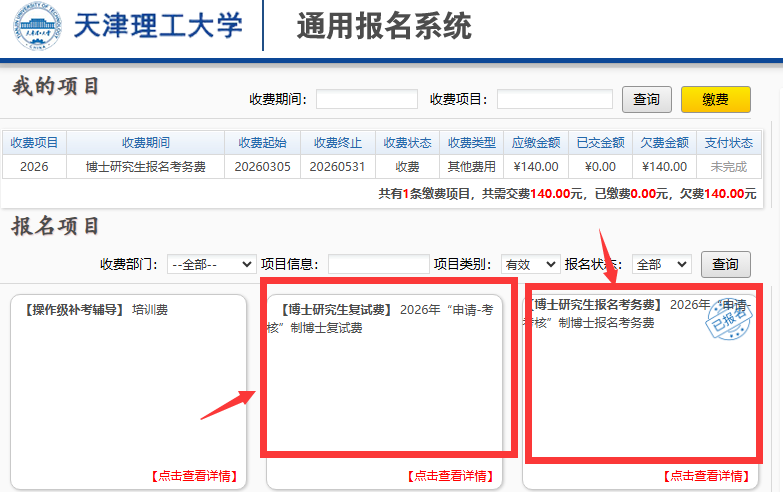 天津理工大学
通用报名系统
我的项目
收费期间： 收费项目： 查询 缴费
收费项目 收费期间 收费起始 收费终止 收费状态 收费类型 应缴金额 已交金额 欠费金额 支付状态
2026 博士研究生报名考务费 20260305 20260531 收费 其他费用 ¥140.00 ¥0.00 ¥140.00 未完成
共有1条缴费项目，共需交费140.00元，已缴费0.00元，欠费140.00元
报名项目
收费部门： --全部-- 项目信息： 项目类别： 有效 报名状态： 全部 查询
【操作级补考辅导】 培训费
【点击查看详情】
【博士研究生复试费】 2026年“申请-考
核”制博士复试费
【点击查看详情】
【博士研究生报名考务费】 2026年“申请-
考核”制博士报名考务费
已报名
【点击查看详情】